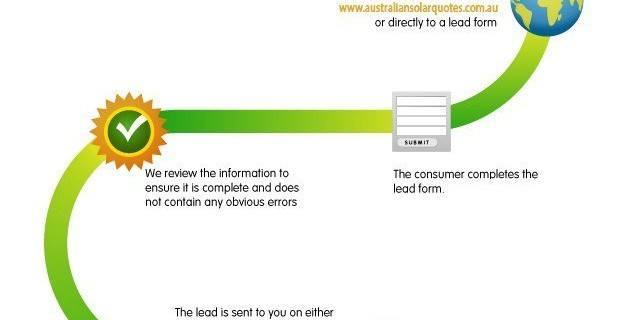 www.australiansolarquotes.com.au
or directly to a lead form
SUBMIT
We review the information to
ensure it is complete and does
not contain any obvious errors
The consumer completes the
lead form.
The lead is sent to you on either